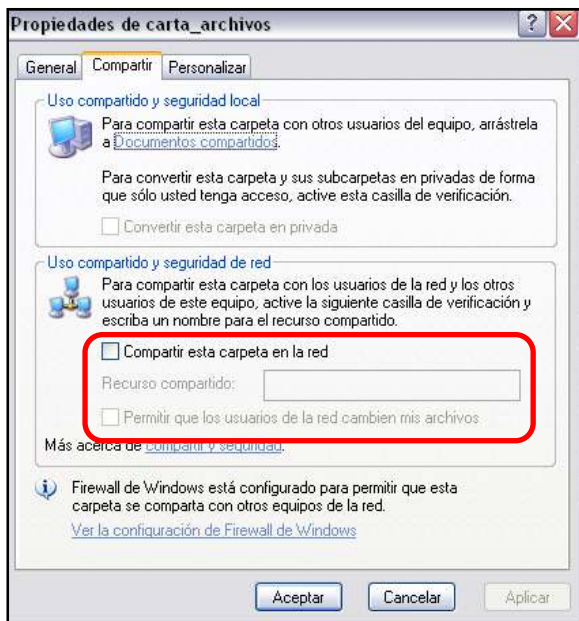 Propiedades de carta_archivos
General Compartir Personalizar
Uso compartido y seguridad local
Para compartir esta carpeta con otros usuarios del equipo, arrástrela
a Documentos compartidos.
Para convertir esta carpeta y sus subcarpetas en privadas de forma
que sólo usted tenga acceso, active esta casilla de verificación.
Convertir esta carpeta en privada
Uso compartido y seguridad de red
Para compartir esta carpeta con los usuarios de la red y los otros
usuarios de este equipo, active la siguiente casilla de verificación y
escriba un nombre para el recurso compartido.
Compartir esta carpeta en la red
Recurso compartido:
Permitir que los usuarios de la red cambien mis archivos
Más acerca de compartir y seguridad.
Firewall de Windows está configurado para permitir que esta
carpeta se comparta con otros equipos de la red.
Ver la configuración de Firewall de Windows
Aceptar Cancelar Aplicar